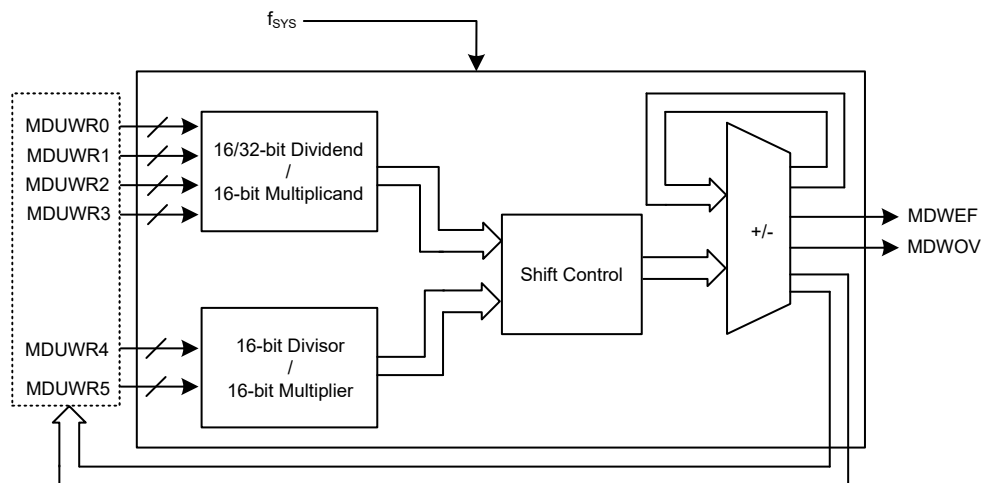 fSYS
MDUWR0
MDUWR1
MDUWR2
MDUWR3
MDUWR4
MDUWR5
16/32-bit Dividend
/
16-bit Multiplicand
16-bit Divisor
/
16-bit Multiplier
Shift Control
+/-
MDWEF
MDWOV